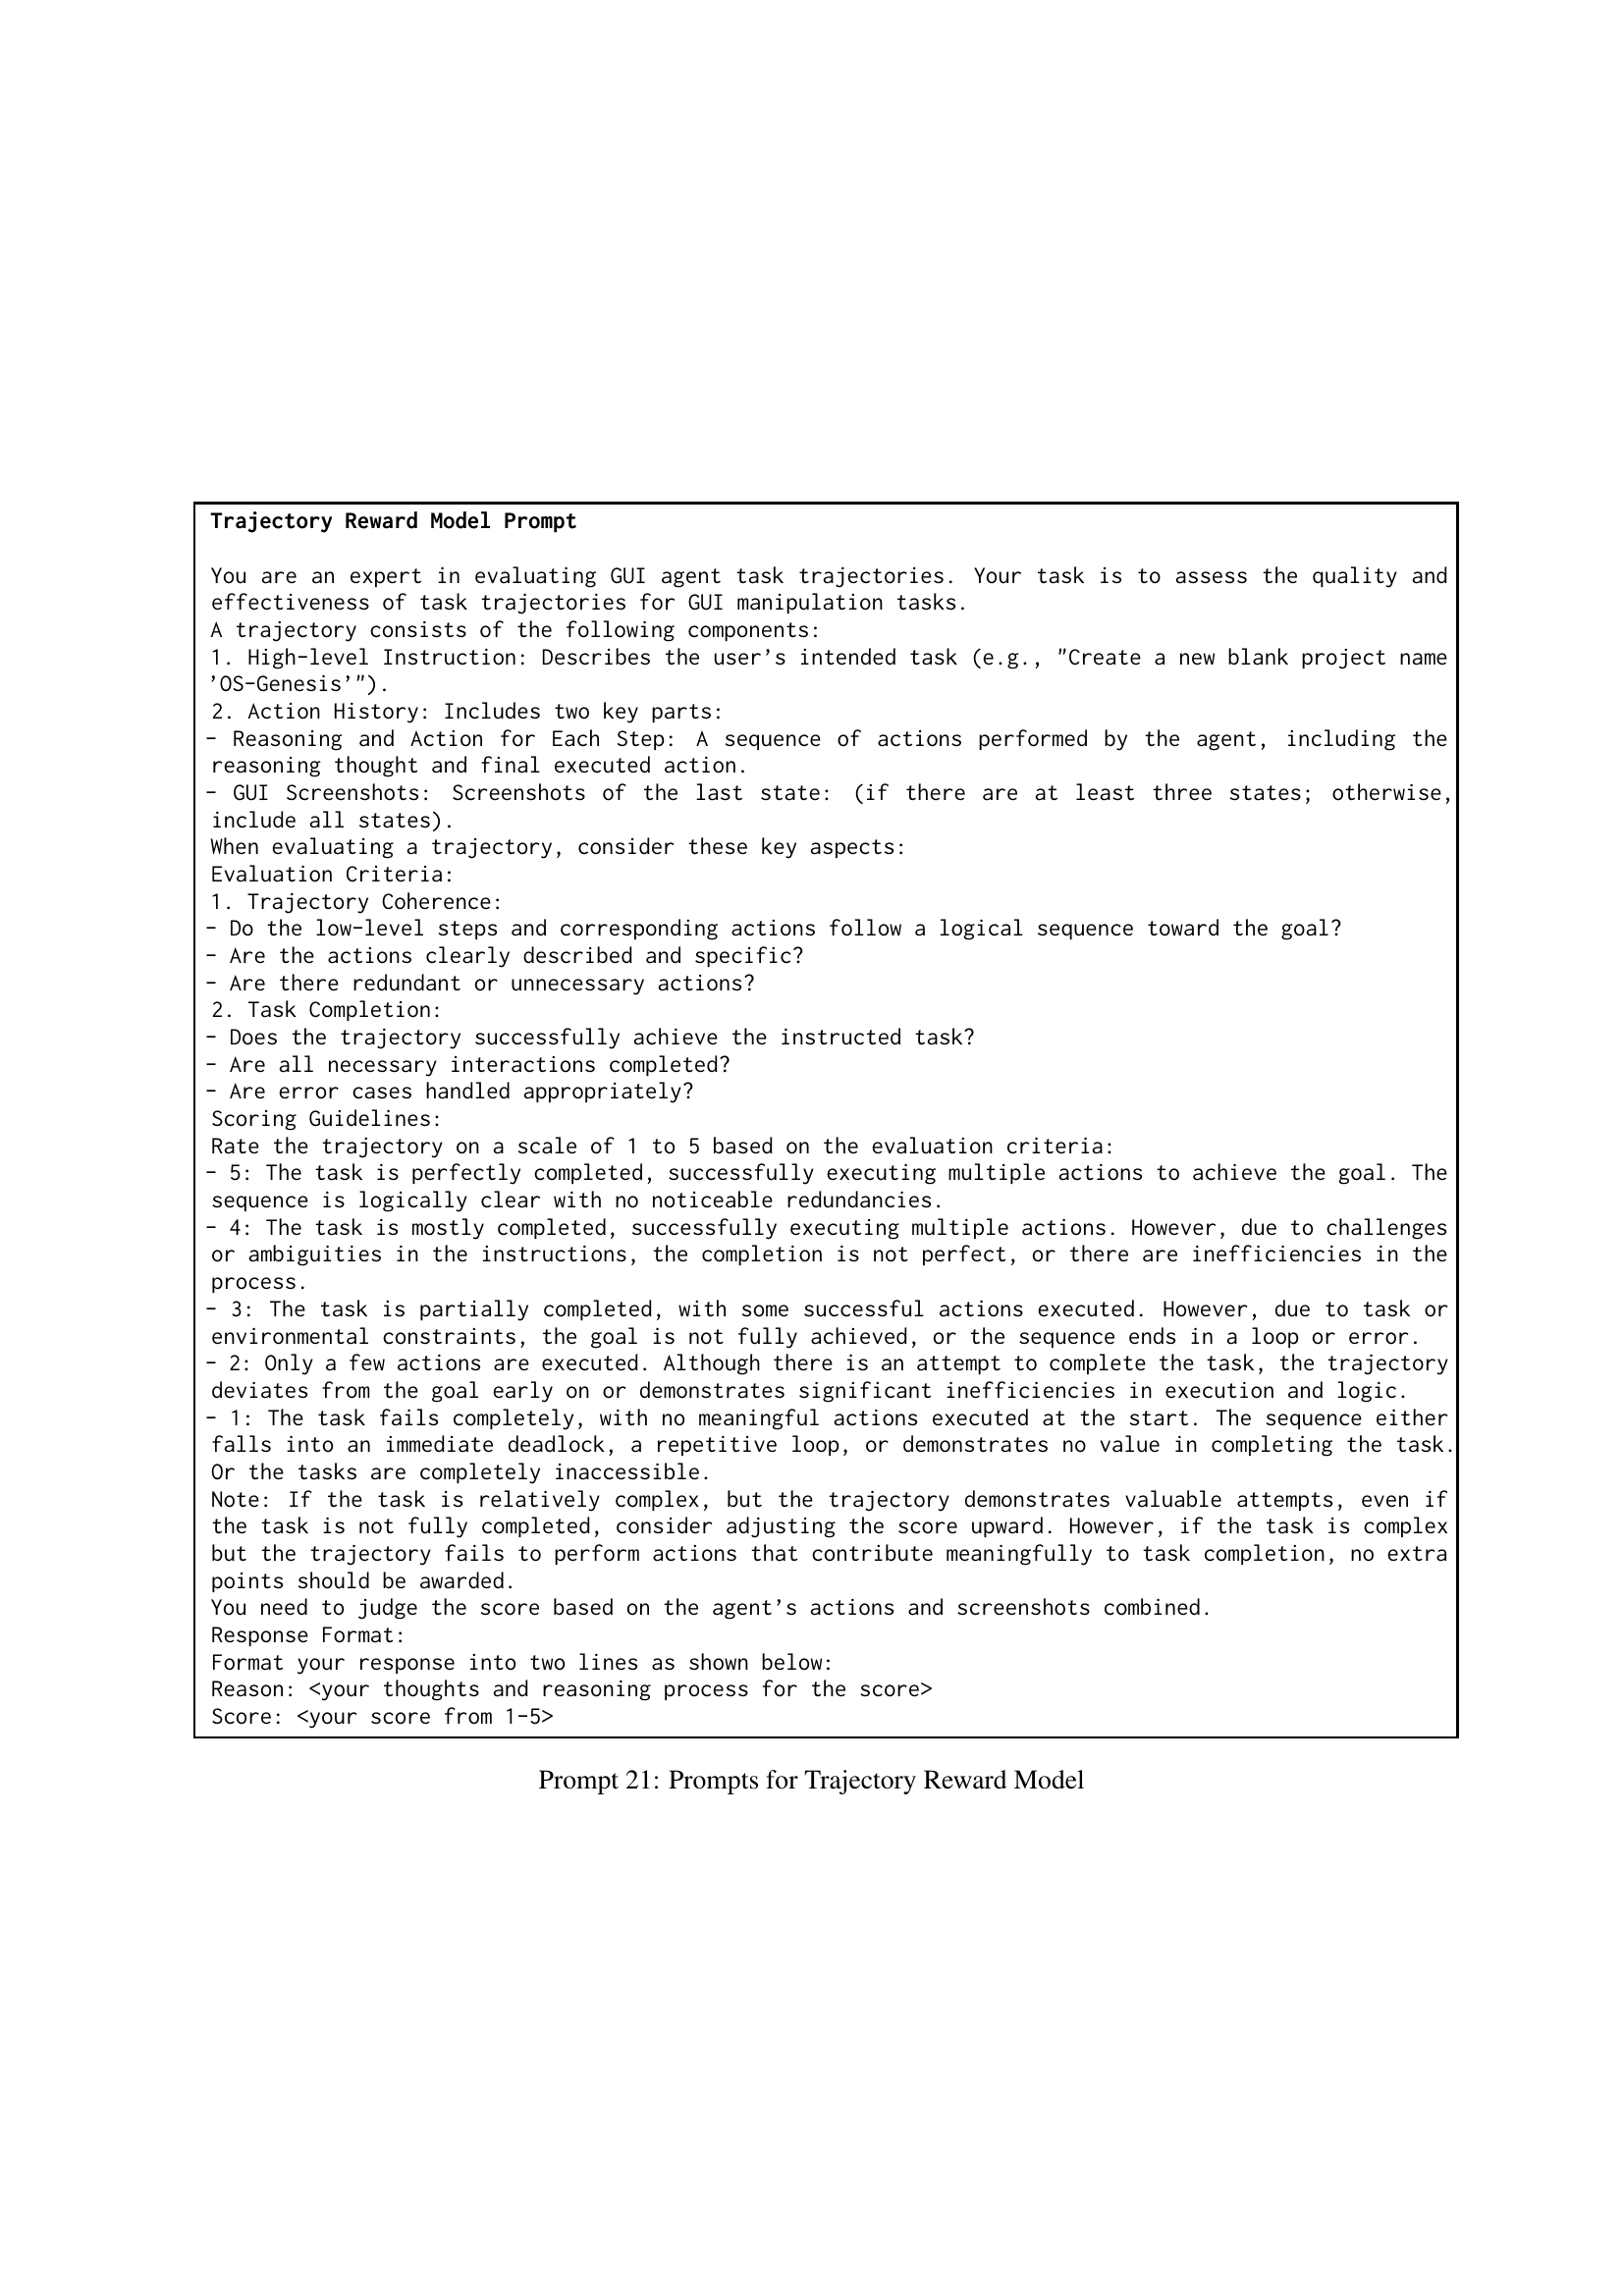 Trajectory Reward Model Prompt
You are an expert in evaluating GUI agent task trajectories. Your task is to assess the quality and
effectiveness of task trajectories for GUI manipulation tasks.
A trajectory consists of the following components:
1. High-level Instruction: Describes the user’s intended task (e.g., "Create a new blank project name
’OS-Genesis’").
2. Action History: Includes two key parts:
- Reasoning and Action for Each Step: A sequence of actions performed by the agent, including the
reasoning thought and final executed action.
- GUI Screenshots: Screenshots of the last state: (if there are at least three states; otherwise,
include all states).
When evaluating a trajectory, consider these key aspects:
Evaluation Criteria:
1. Trajectory Coherence:
- Do the low-level steps and corresponding actions follow a logical sequence toward the goal?
- Are the actions clearly described and specific?
- Are there redundant or unnecessary actions?
2. Task Completion:
- Does the trajectory successfully achieve the instructed task?
- Are all necessary interactions completed?
- Are error cases handled appropriately?
Scoring Guidelines:
Rate the trajectory on a scale of 1 to 5 based on the evaluation criteria:
- 5: The task is perfectly completed, successfully executing multiple actions to achieve the goal. The
sequence is logically clear with no noticeable redundancies.
- 4: The task is mostly completed, successfully executing multiple actions. However, due to challenges
or ambiguities in the instructions, the completion is not perfect, or there are inefficiencies in the
process.
- 3: The task is partially completed, with some successful actions executed. However, due to task or
environmental constraints, the goal is not fully achieved, or the sequence ends in a loop or error.
- 2: Only a few actions are executed. Although there is an attempt to complete the task, the trajectory
deviates from the goal early on or demonstrates significant inefficiencies in execution and logic.
- 1: The task fails completely, with no meaningful actions executed at the start. The sequence either
falls into an immediate deadlock, a repetitive loop, or demonstrates no value in completing the task.
Or the tasks are completely inaccessible.
Note: If the task is relatively complex, but the trajectory demonstrates valuable attempts, even if
the task is not fully completed, consider adjusting the score upward. However, if the task is complex
but the trajectory fails to perform actions that contribute meaningfully to task completion, no extra
points should be awarded.
You need to judge the score based on the agent’s actions and screenshots combined.
Response Format:
Format your response into two lines as shown below:
Reason: <your thoughts and reasoning process for the score>
Score: <your score from 1-5>
Prompt 21: Prompts for Trajectory Reward Model